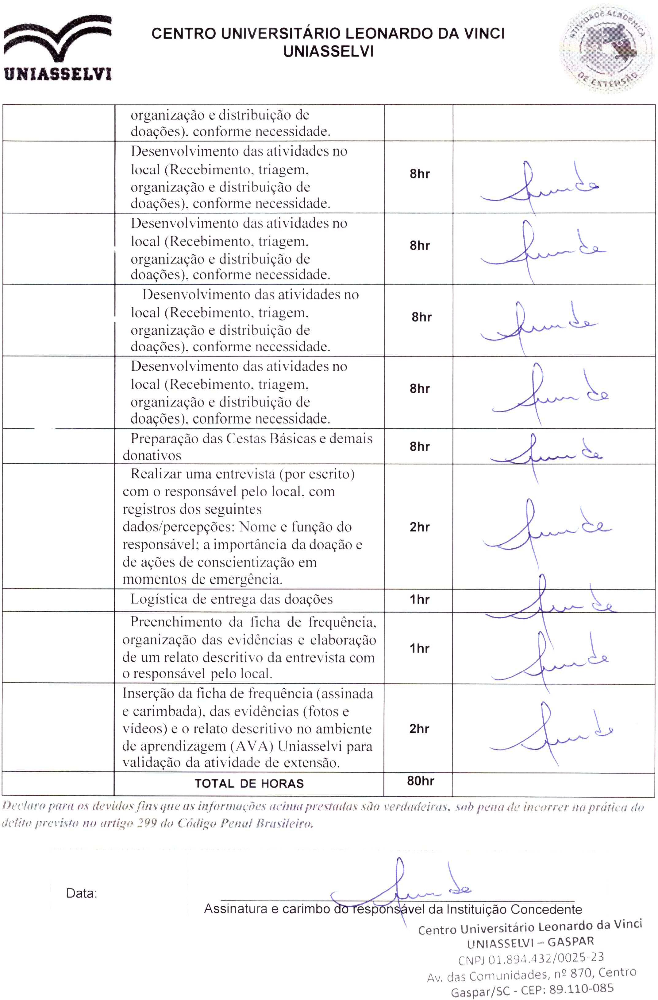 UNIASSELVI
CENTRO UNIVERSITÁRIO LEONARDO DA VINCI
UNIASSELVI
ATIVIDADE ACADÊMICA
DE EXTENSÃO
organização e distribuição de
doações), conforme necessidade.
Desenvolvimento das atividades no
local (Recebimento, triagem,
organização e distribuição de
doações), conforme necessidade.
8hr
Desenvolvimento das atividades no
local (Recebimento, triagem,
organização e distribuição de
doações), conforme necessidade.
8hr
Desenvolvimento das atividades no
local (Recebimento, triagem,
organização e distribuição de
doações), conforme necessidade.
8hr
Desenvolvimento das atividades no
local (Recebimento, triagem,
organização e distribuição de
doações), conforme necessidade.
8hr
Preparação das Cestas Básicas e demais
donativos
8hr
Realizar uma entrevista (por escrito)
com o responsável pelo local, com
registros dos seguintes
dados/percepções: Nome e função do
responsável; a importância da doação e
de ações de conscientização em
momentos de emergência.
2hr
Logística de entrega das doações
1hr
Preenchimento da ficha de frequência,
organização das evidências e elaboração
de um relato descritivo da entrevista com
o responsável pelo local.
1hr
Inserção da ficha de frequência (assinada
e carimbada), das evidências (fotos e
vídeos) e o relato descritivo no ambiente
de aprendizagem (AVA) Uniasselvi para
validação da atividade de extensão.
2hr
TOTAL DE HORAS
80hr
Declaro para os devidos fins que as informações acima prestadas são verdadeiras, sob pena de incorrer na prática do
delito previsto no artigo 299 do Código Penal Brasileiro.
Data:
Assinatura e carimbo do responsável da Instituição Concedente
Centro Universitário Leonardo da Vinci
UNIASSELVI – GASPAR
CNPJ 01.894.432/0025-23
Av. das Comunidades, nº 870, Centro
Gaspar/SC - CEP: 89.110-085